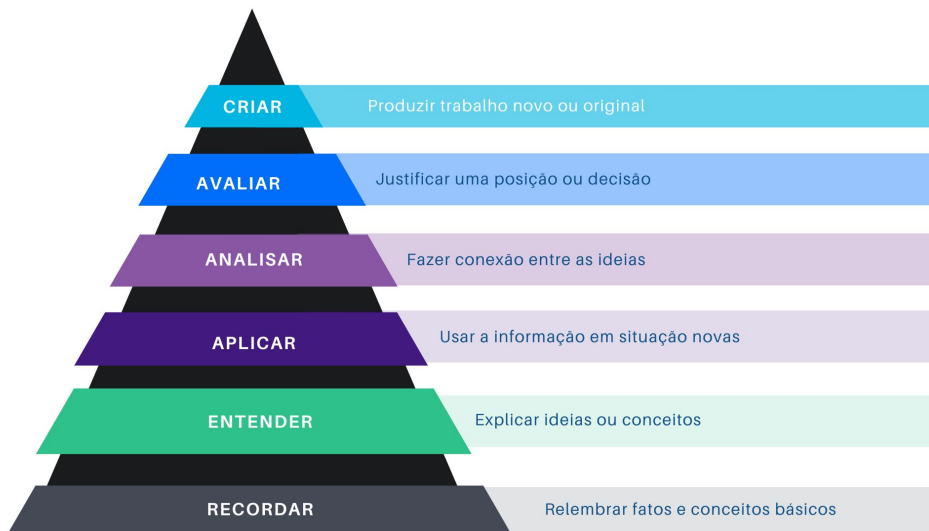 CRIAR
Produzir trabalho novo ou original
AVALIAR
Justificar uma posição ou decisão
ANALISAR
Fazer conexão entre as ideias
APLICAR
Usar a informação em situação novas
ENTENDER
Explicar ideias ou conceitos
RECORDAR
Relembrar fatos e conceitos básicos